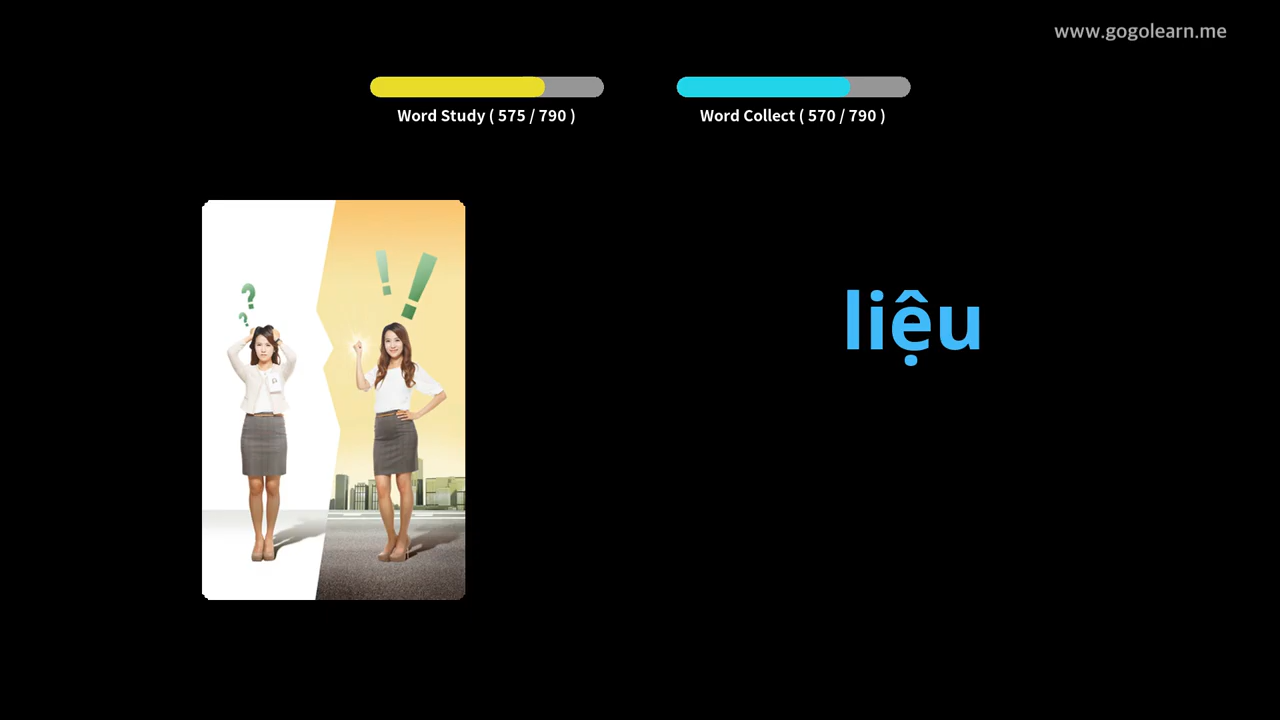 www.gogolearn.me
Word Study ( 575 / 790 )
Word Collect ( 570 / 790 )
? ?
! !
liệu